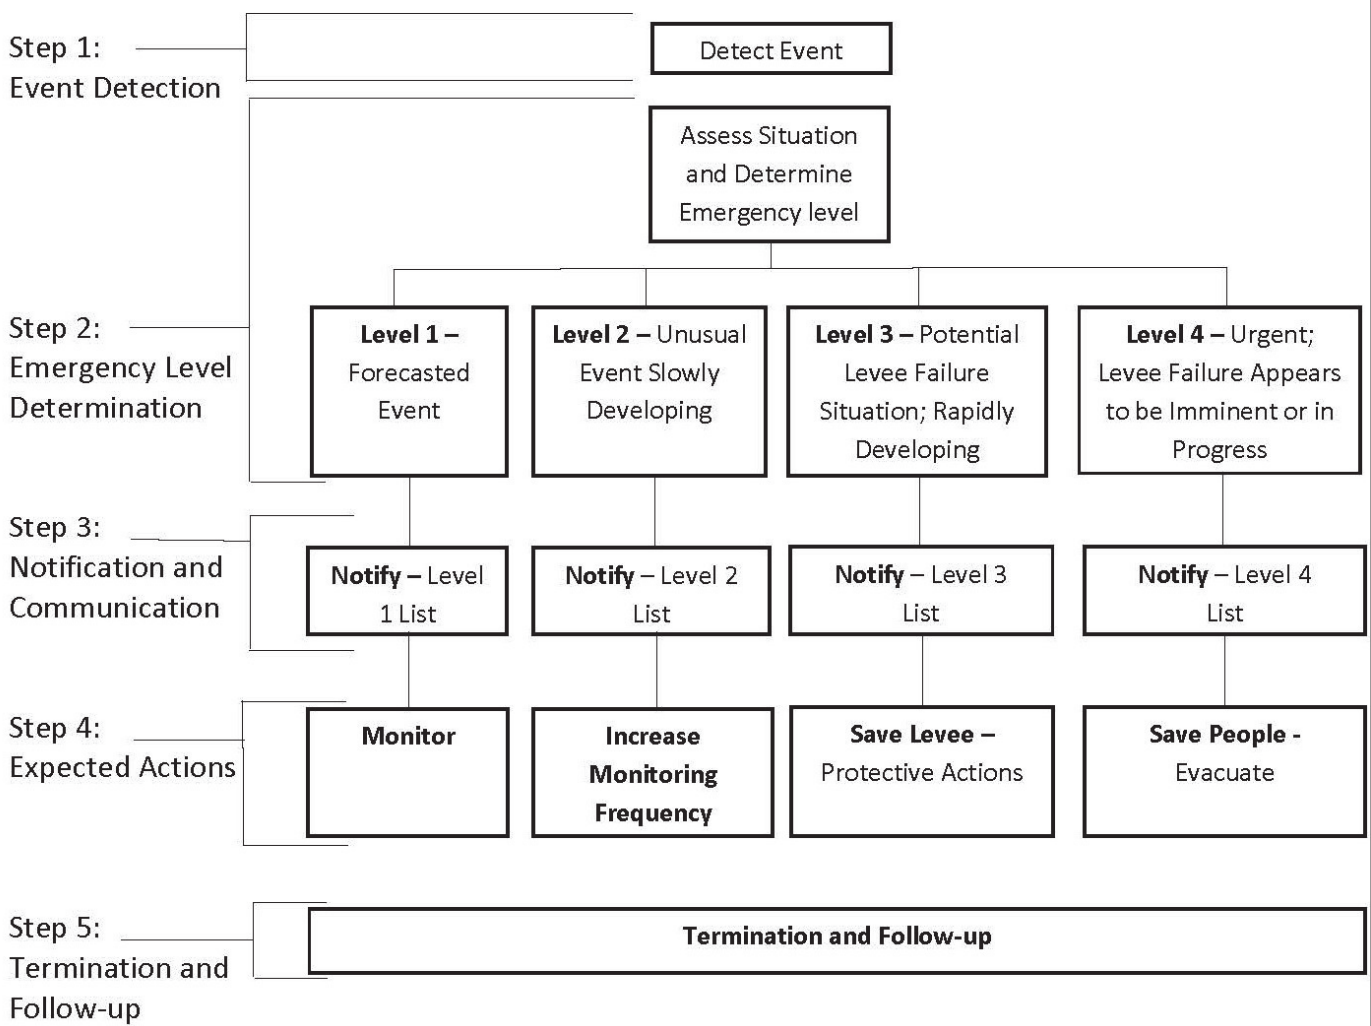 Step 1:
Event Detection
Detect Event
Assess Situation
and Determine
Emergency level
Step 2:
Emergency Level
Determination
Level 1 –
Forecasted
Event
Level 2 – Unusual
Event Slowly
Developing
Level 3 – Potential
Levee Failure
Situation; Rapidly
Developing
Level 4 – Urgent;
Levee Failure Appears
to be Imminent or in
Progress
Step 3:
Notification and
Communication
Notify – Level
1 List
Notify – Level 2
List
Notify – Level 3
List
Notify – Level 4
List
Step 4:
Expected Actions
Monitor
Increase
Monitoring
Frequency
Save Levee –
Protective Actions
Save People -
Evacuate
Step 5:
Termination and
Follow-up
Termination and Follow-up